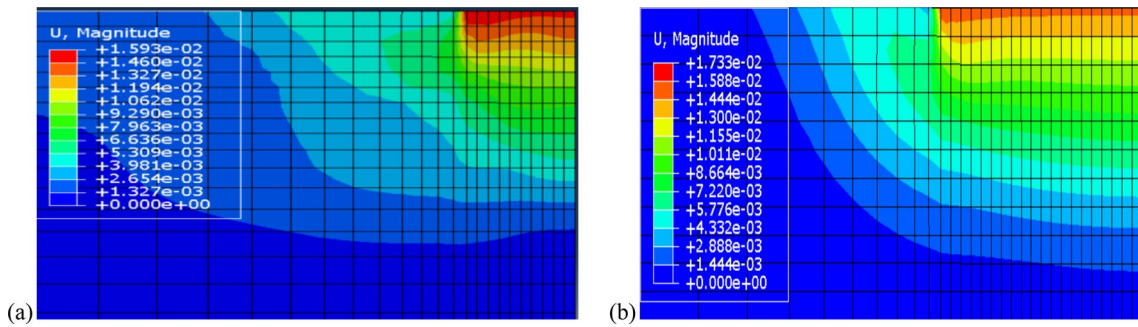 U, Magnitude
+1.593e-02
+1.460e-02
+1.327e-02
+1.194e-02
+1.062e-02
+9.290e-03
+7.963e-03
+6.636e-03
+5.309e-03
+3.981e-03
+2.654e-03
+1.327e-03
+0.000e+00
(a)
U, Magnitude
+1.733e-02
+1.588e-02
+1.444e-02
+1.300e-02
+1.155e-02
+1.011e-02
+8.664e-03
+7.220e-03
+5.776e-03
+4.332e-03
+2.888e-03
+1.444e-03
+0.000e+00
(b)